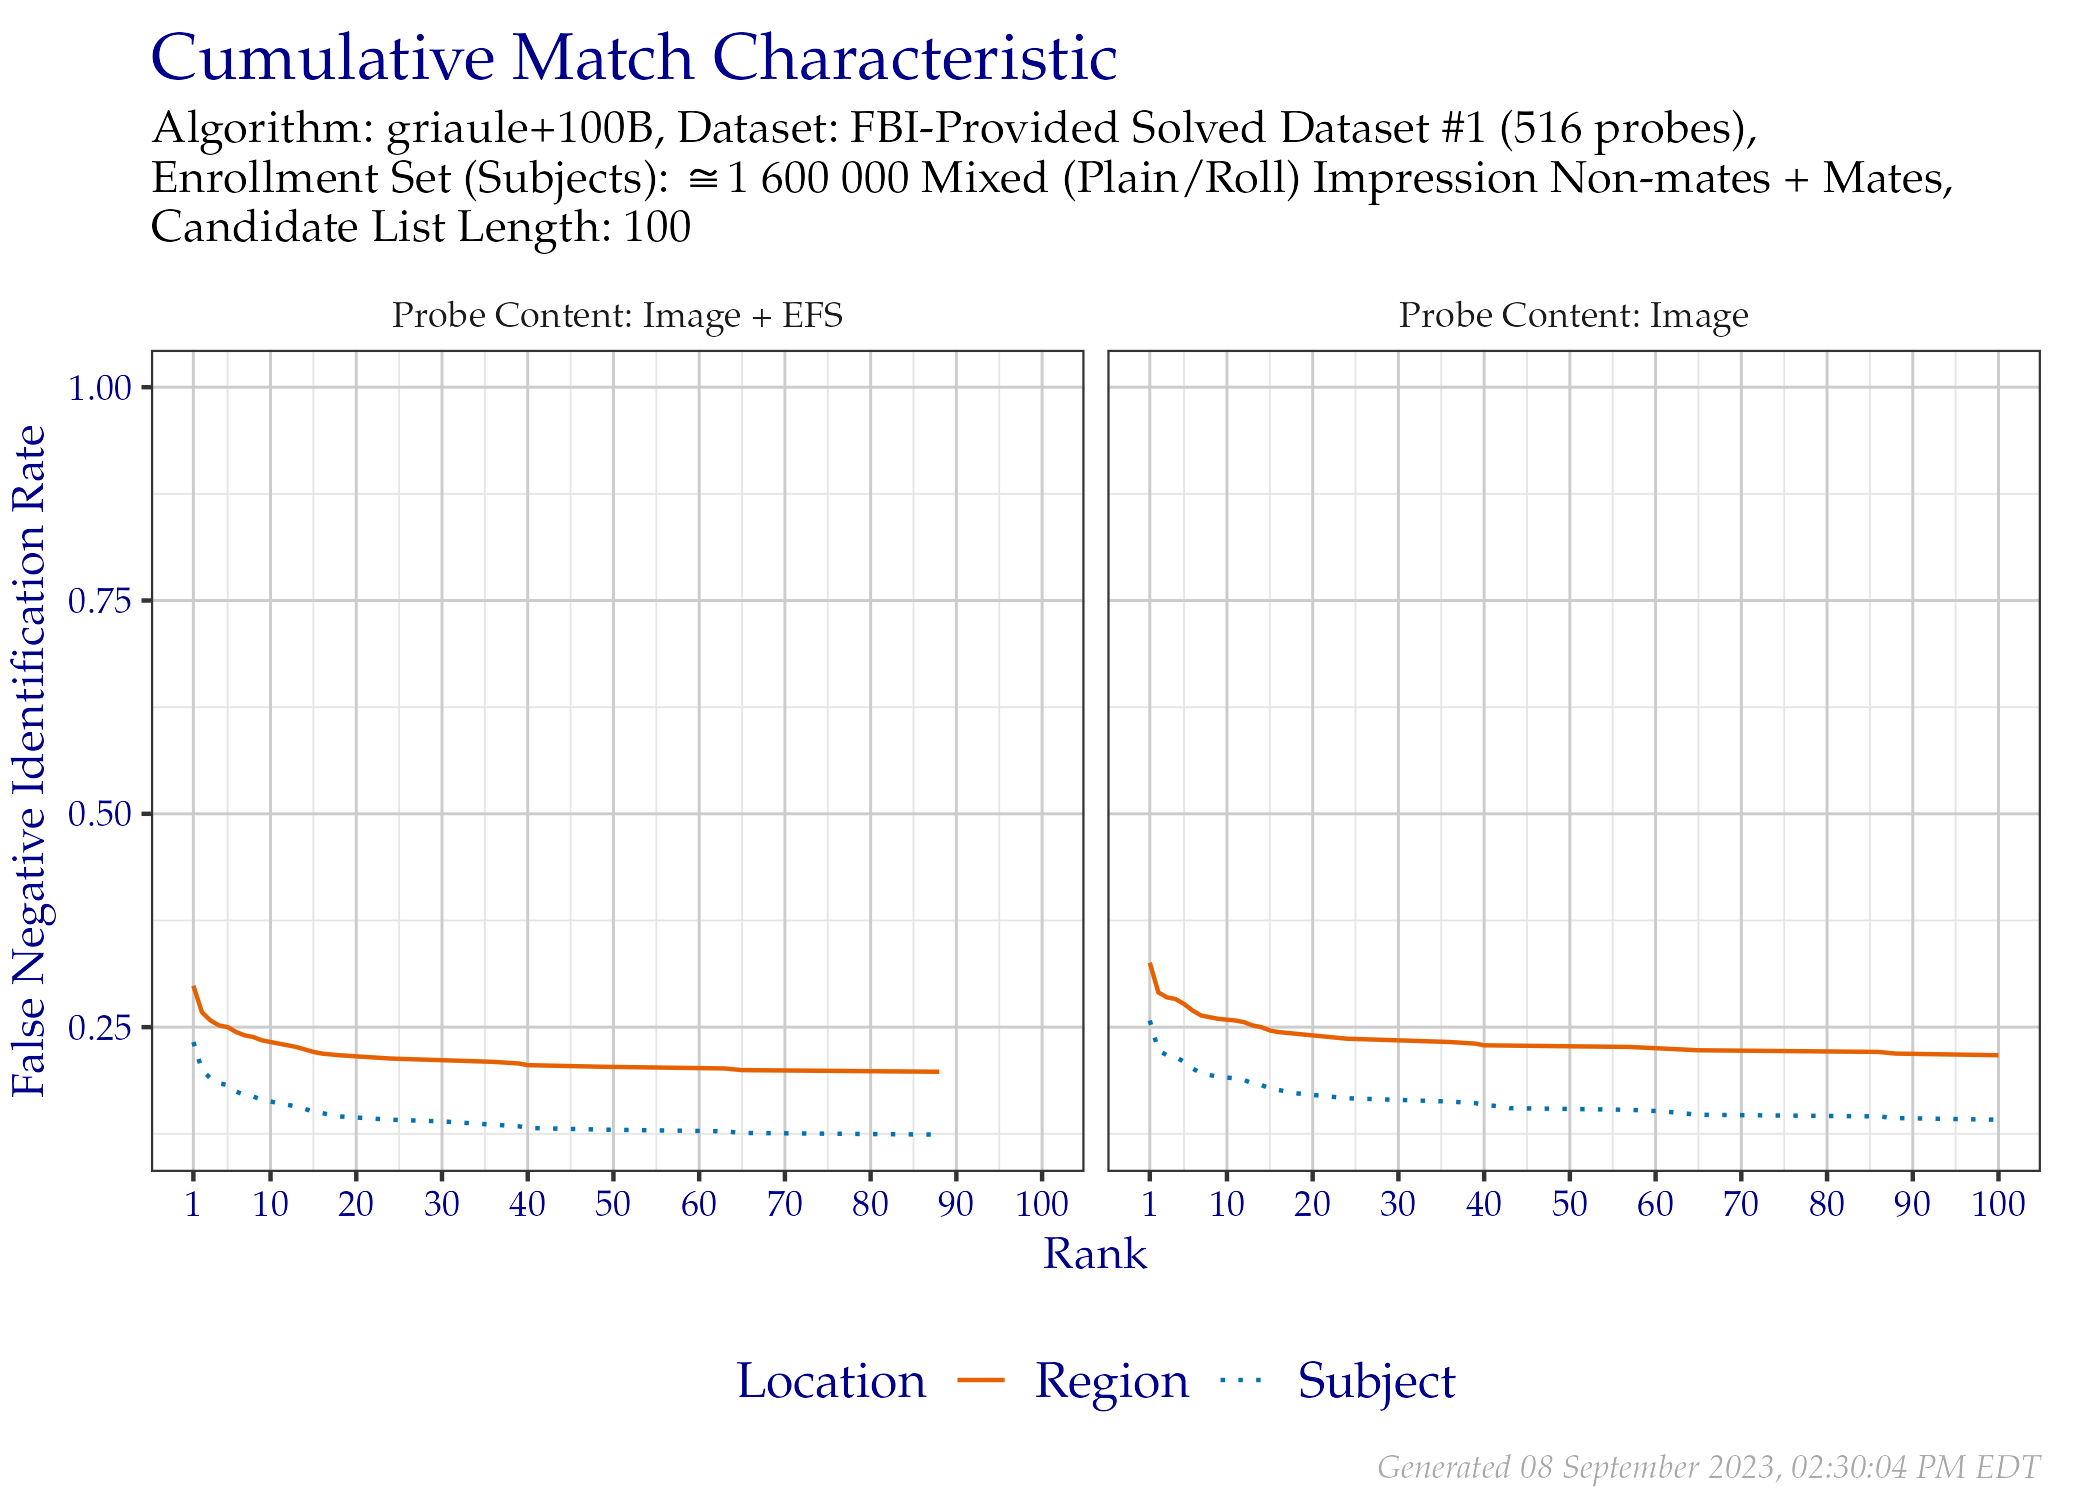 Cumulative Match Characteristic
Algorithm: griaule+100B, Dataset: FBI-Provided Solved Dataset #1 (516 probes),
Enrollment Set (Subjects): ≅ 1 600 000 Mixed (Plain/Roll) Impression Non-mates + Mates,
Candidate List Length: 100
Probe Content: Image + EFS
Probe Content: Image
False Negative Identification Rate
1.00
0.75
0.50
0.25
1 10 20 30 40 50 60 70 80 90 100
1 10 20 30 40 50 60 70 80 90 100
Rank
Location Region Subject
Generated 08 September 2023, 02:30:04 PM EDT